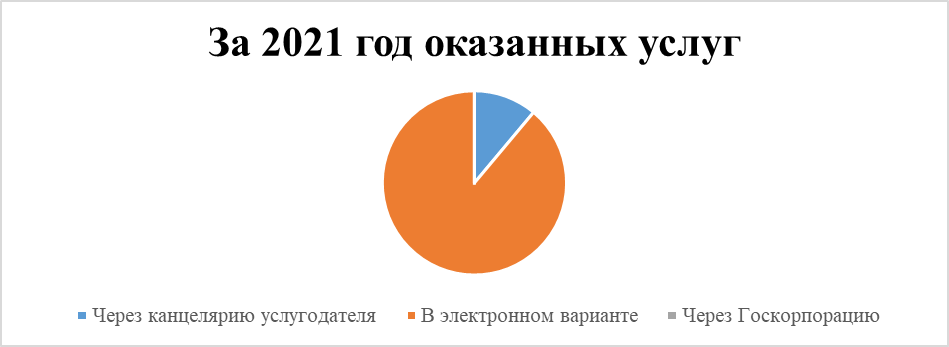 За 2021 год оказанных услуг
Через канцелярию услугодателя В электронном варианте Через Госкорпорацию